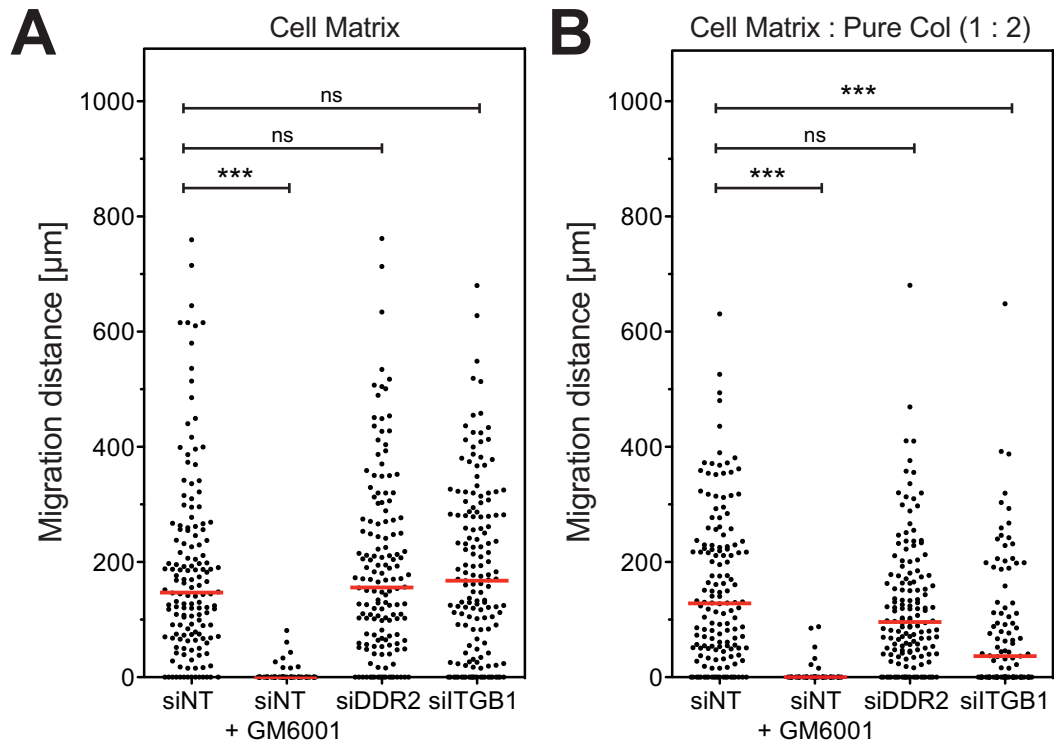 A
Cell Matrix
Migration distance [μm]
1000
800
600
400
200
0
ns
ns
***
***
siNT
siNT
+ GM6001
siDDR2
siITGB1
B
Cell Matrix : Pure Col (1 : 2)
Migration distance [μm]
1000
800
600
400
200
0
***
ns
***
siNT
siNT
+ GM6001
siDDR2
siITGB1